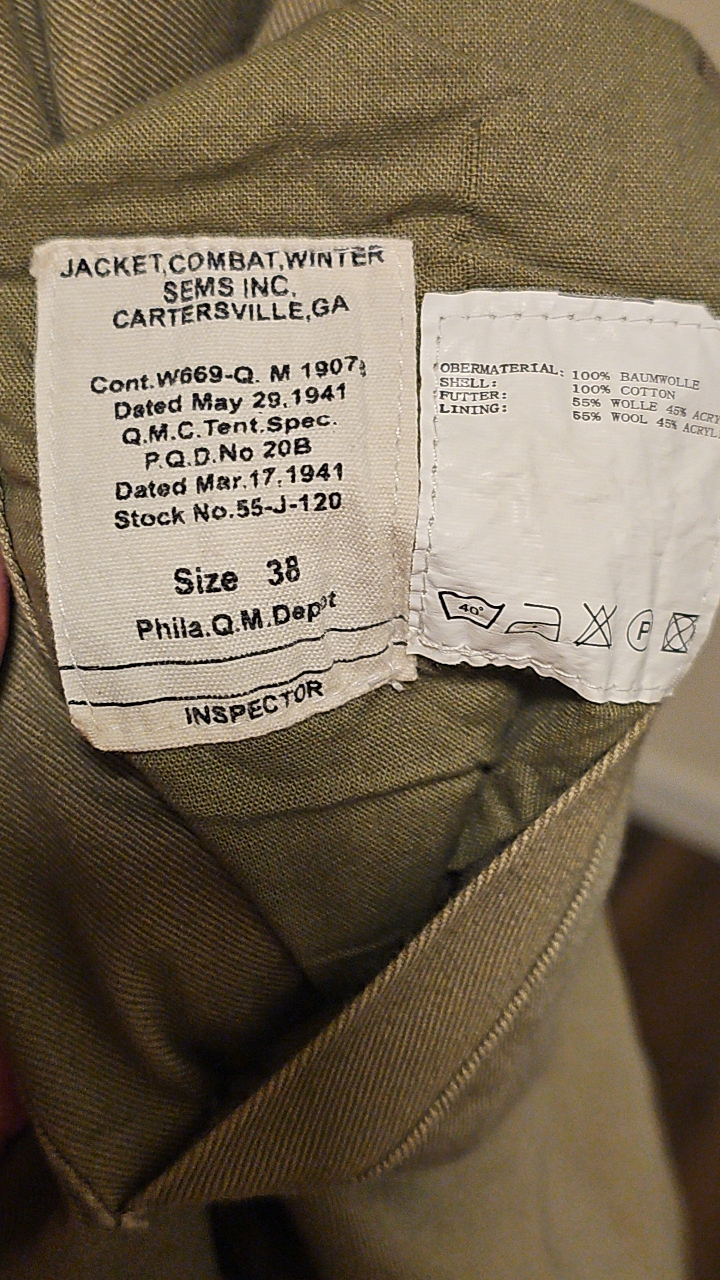 JACKET,COMBAT,WINTER
SEMS INC.
CARTERSVILLE,GA
Cont.W669-Q. M 1907
Dated May 29,1941
Q.M.C.Tent.Spec.
P.Q.D.No 20B
Dated Mar.17,1941
Stock No.55-J-120
Size 38
Phila.Q.M.Depot
INSPECTOR
OBERMATERIAL: 100% BAUMWOLLE
SHELL: 100% COTTON
FUTTER: 55% WOLLE 45% ACRY
LINING: 55% WOOL 45% ACRYL
40°
P